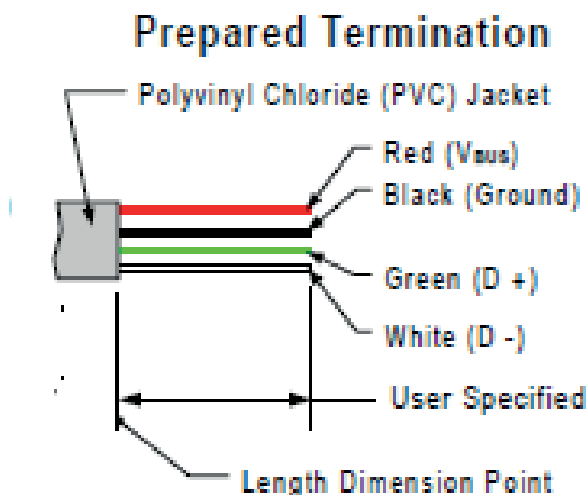 Prepared Termination
Polyvinyl Chloride (PVC) Jacket
Red (VBUS)
Black (Ground)
Green (D +)
White (D -)
User Specified
Length Dimension Point